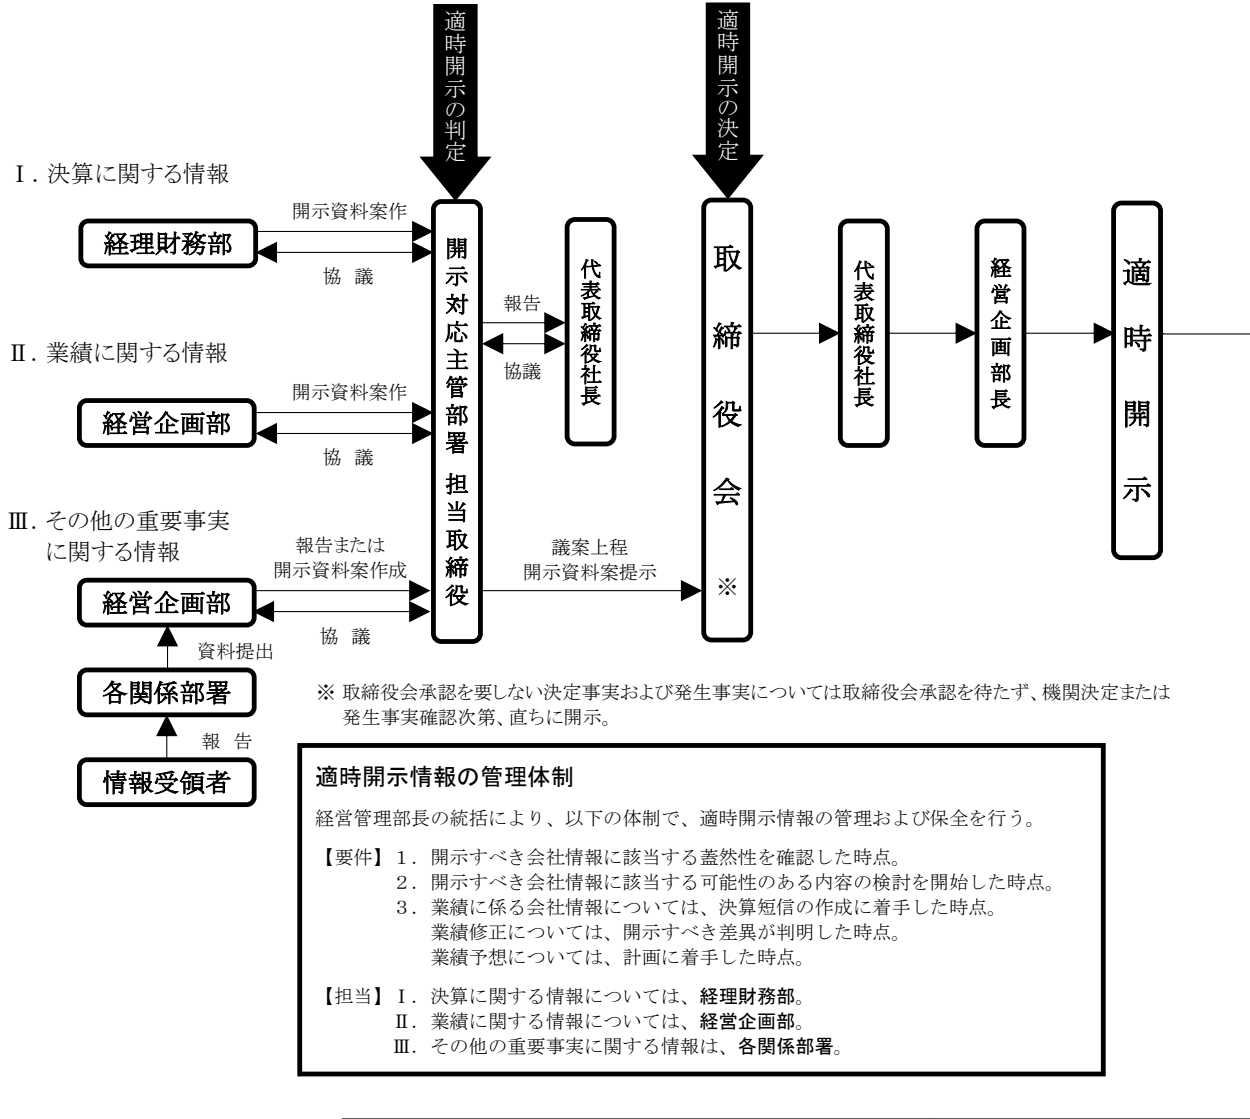 適時開示の判定
適時開示の決定
Ⅰ. 決算に関する情報
経理財務部
開示資料案作
協 議
Ⅱ. 業績に関する情報
経営企画部
開示資料案作
協 議
Ⅲ. その他の重要事実
に関する情報
経営企画部
報告または
開示資料案作成
協 議
資料提出
各関係部署
報 告
情報受領者
開示対応主管部署 担当取締役
報告
協議
代表取締役社長
議案上程
開示資料案提示
取締役会 ※
代表取締役社長
経営企画部長
適時開示
※ 取締役会承認を要しない決定事実および発生事実については取締役会承認を待たず、機関決定または
発生事実確認次第、直ちに開示。
適時開示情報の管理体制
経営管理部長の統括により、以下の体制で、適時開示情報の管理および保全を行う。
【要件】 1. 開示すべき会社情報に該当する蓋然性を確認した時点。
2. 開示すべき会社情報に該当する可能性のある内容の検討を開始した時点。
3. 業績に係る会社情報については、決算短信の作成に着手した時点。
業績修正については、開示すべき差異が判明した時点。
業績予想については、計画に着手した時点。
【担当】 Ⅰ. 決算に関する情報については、経理財務部。
Ⅱ. 業績に関する情報については、経営企画部。
Ⅲ. その他の重要事実に関する情報は、各関係部署。